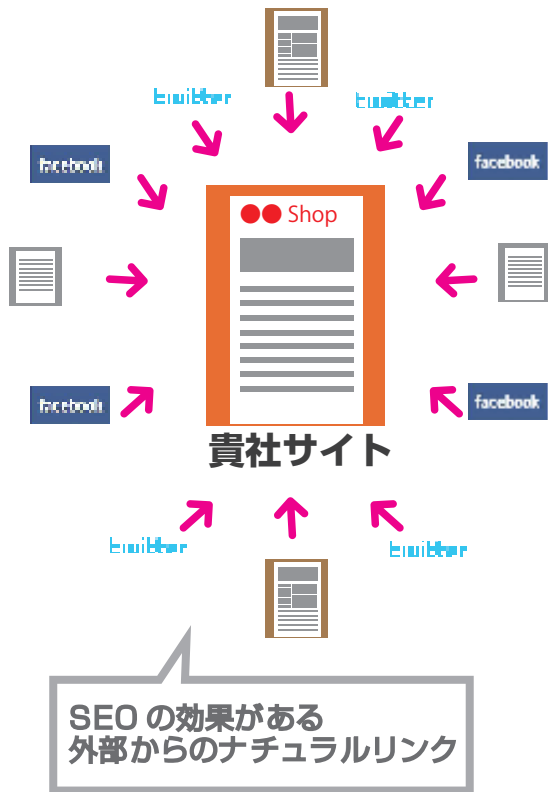 twitter
twitter
facebook
facebook
●● Shop
facebook
facebook
貴社サイト
twitter
twitter
SEOの効果がある
外部からのナチュラルリンク